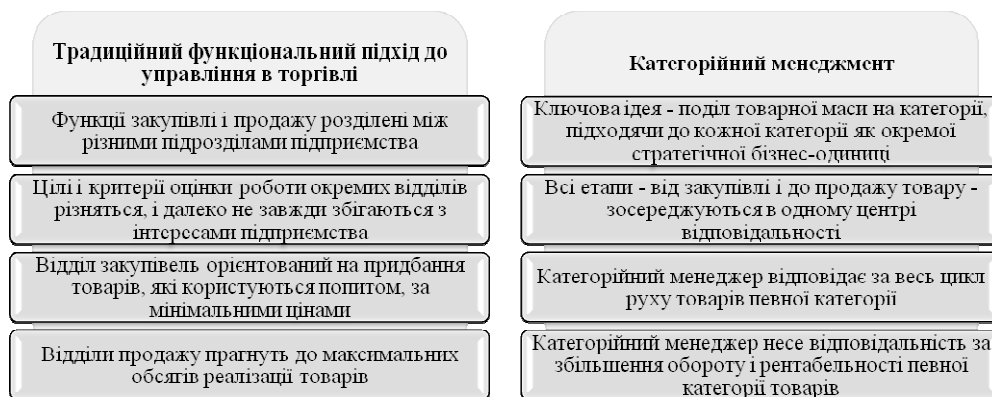 Традиційний функціональний підхід до
управління в торгівлі
Функції закупівлі і продажу розділені між
різними підрозділами підприємства
Цілі і критерії оцінки роботи окремих відділів
різняться, і далеко не завжди збігаються з
інтересами підприємства
Відділ закупівель орієнтований на придбання
товарів, які користуються попитом, за
мінімальними цінами
Відділи продажу прагнуть до максимальних
обсягів реалізації товарів
Категорійний менеджмент
Ключова ідея - поділ товарної маси на категорії,
підходячи до кожної категорії як окремої
стратегічної бізнес-одиниці
Всі етапи - від закупівлі і до продажу товару -
зосереджуються в одному центрі
відповідальності
Категорійний менеджер відповідає за весь цикл
руху товарів певної категорії
Категорійний менеджер несе відповідальність за
збільшення обороту і рентабельності певної
категорії товарів